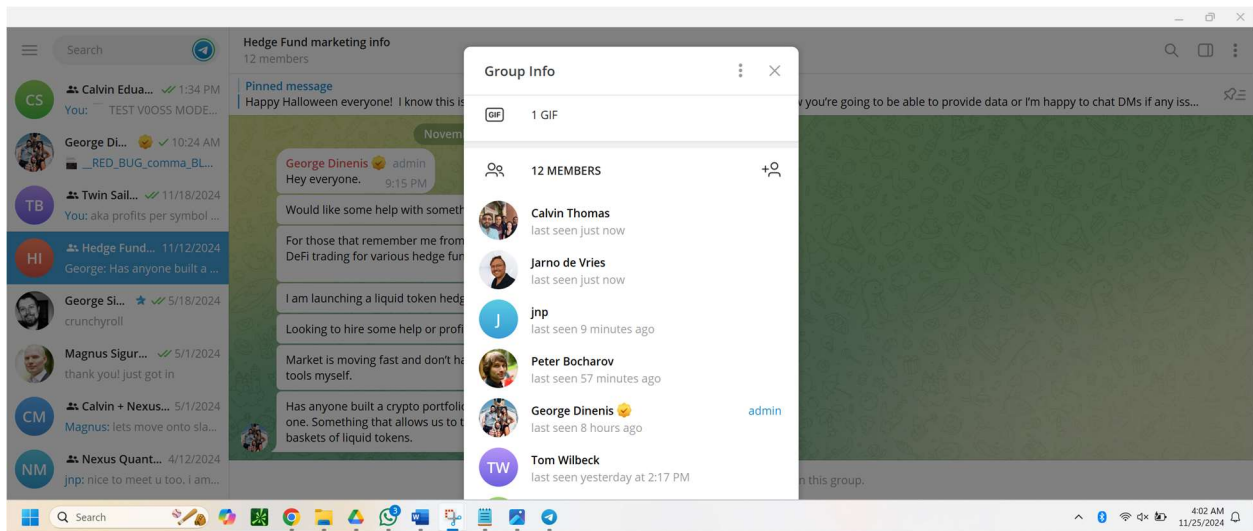 Search
CS
Calvin Edua... 1:34 PM
You: TEST V0OSS MODE...
George Di... 10:24 AM
__RED_BUG_comma_BL...
TB
Twin Sail... 11/18/2024
You: aka profits per symbol ...
HI
Hedge Fund... 11/12/2024
George: Has anyone built a ...
George Si... 5/18/2024
crunchyroll
Magnus Sigur... 5/1/2024
thank you! just got in
CM
Calvin + Nexus... 5/1/2024
Magnus: lets move onto sla...
NM
Nexus Quant... 4/12/2024
jnp: nice to meet u too. i am...
Hedge Fund marketing info
12 members
Pinned message
Happy Halloween everyone! I know this is
you're going to be able to provide data or I'm happy to chat DMs if any iss...
Novem
George Dinenis admin
Hey everyone. 9:15 PM
Would like some help with someth
For those that remember me from
DeFi trading for various hedge fun
I am launching a liquid token hedg
Looking to hire some help or profi
Market is moving fast and don't ha
tools myself.
Has anyone built a crypto portfolio
one. Something that allows us to t
baskets of liquid tokens.
n this group.
Group Info
GIF
1 GIF
12 MEMBERS
Calvin Thomas
last seen just now
Jarno de Vries
last seen just now
J
jnp
last seen 9 minutes ago
Peter Bocharov
last seen 57 minutes ago
George Dinenis admin
last seen 8 hours ago
TW
Tom Wilbeck
last seen yesterday at 2:17 PM
Search
3
4:02 AM
11/25/2024